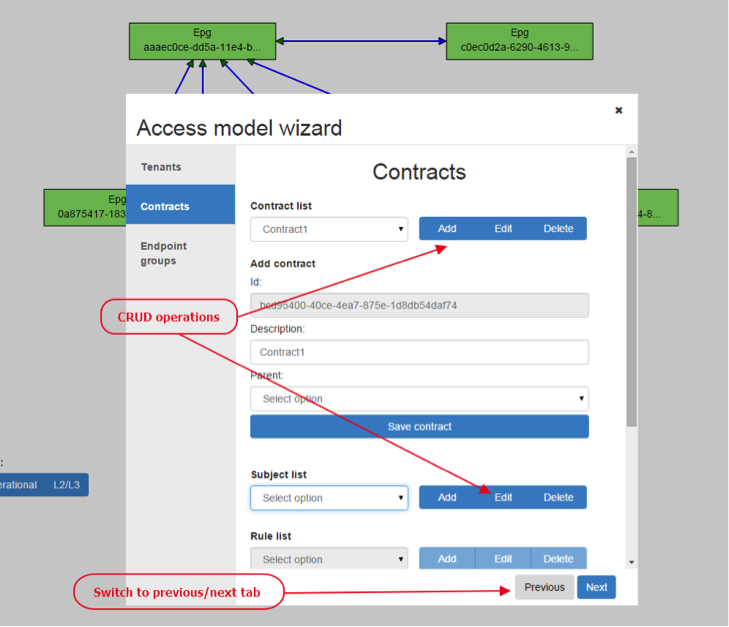 Epg
aaaec0ce-dd5a-11e4-b...
Epg
c0ec0d2a-6290-4613-9...
Epg
0a875417-183
4-8...
Access model wizard
✖
Tenants
Contracts
Endpoint
groups
Contracts
Contract list
Contract1
Add Edit Delete
Add contract
Id:
bcd95400-40ce-4ea7-875e-1d8db54daf74
CRUD operations
Description:
Contract1
Parent:
Select option
Save contract
:
erational L2/L3
Subject list
Select option
Add Edit Delete
Rule list
Select option
Add Edit Delete
Switch to previous/next tab
Previous Next